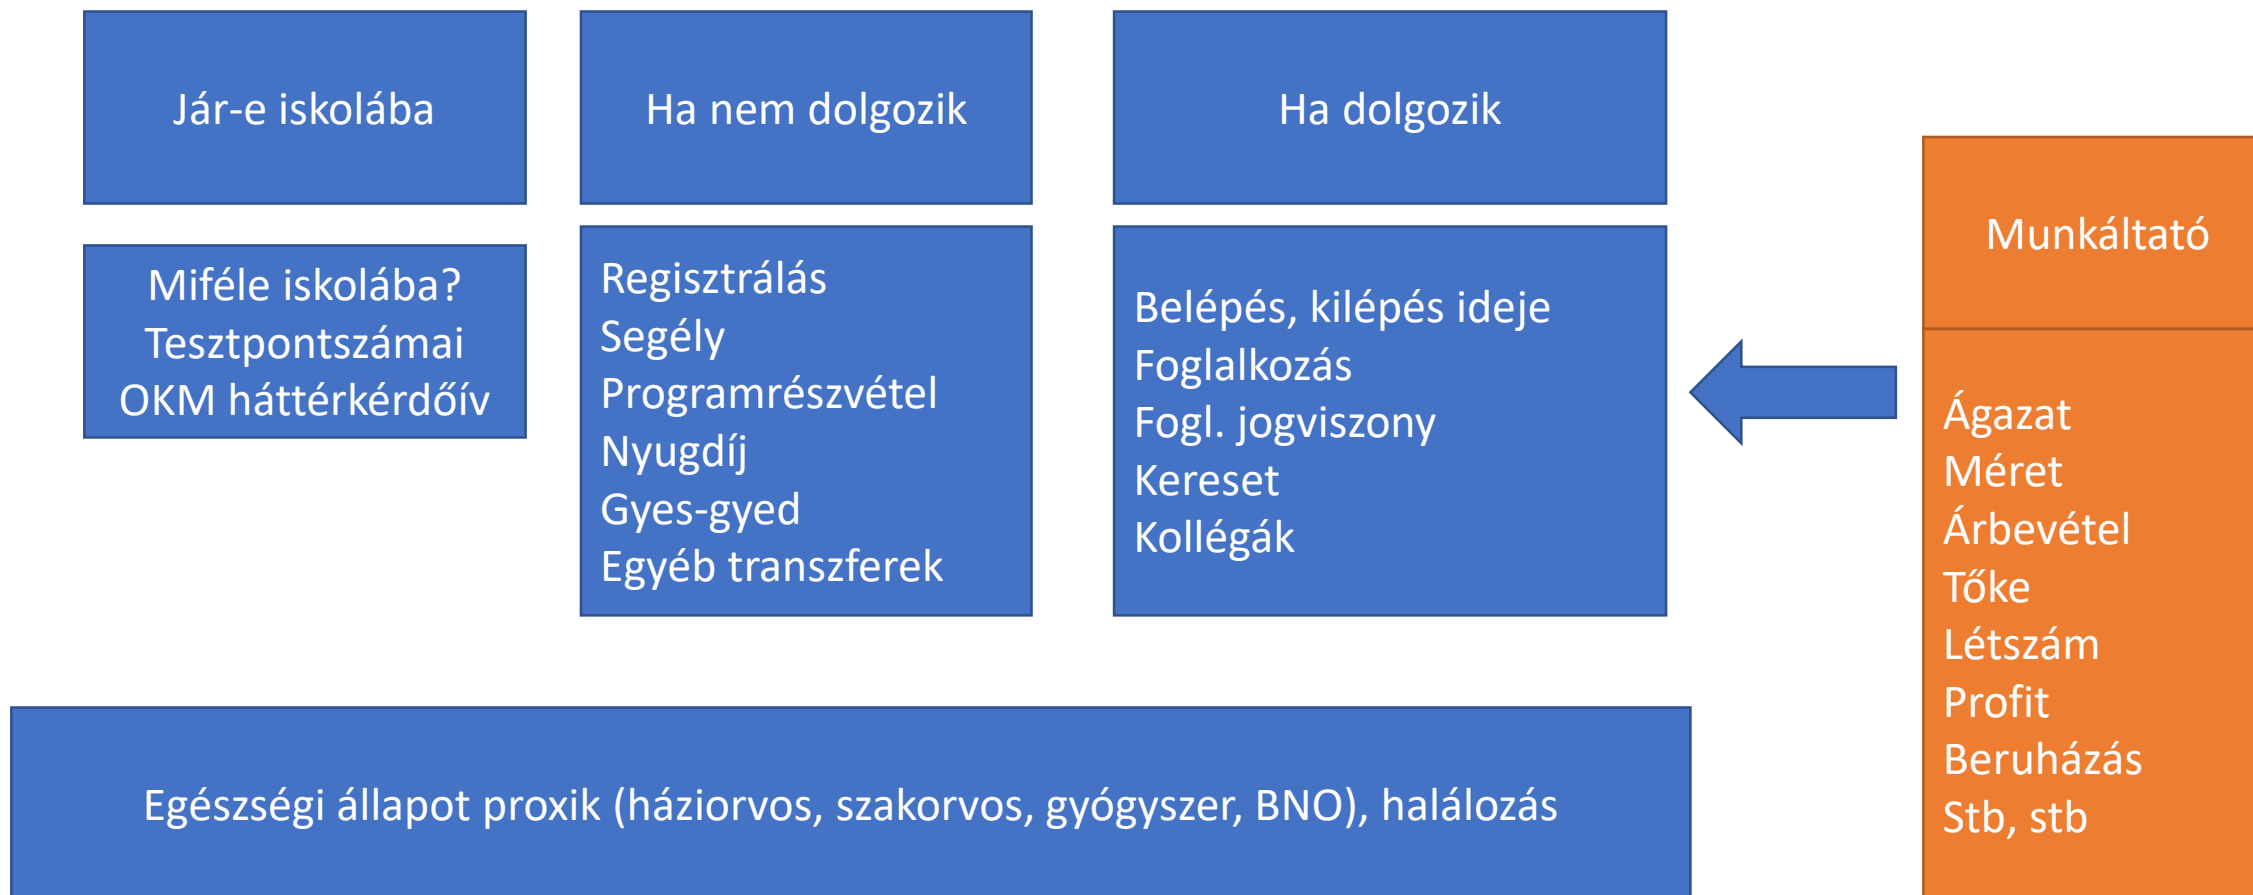 Jár-e iskolába
Miféle iskolába?
Tesztpontszámai
OKM háttérkérdőív
Ha nem dolgozik
Regisztrálás
Segély
Programrészvétel
Nyugdíj
Gyes-gyed
Egyéb transzferek
Ha dolgozik
Belépés, kilépés ideje
Foglalkozás
Fogl. jogviszony
Kereset
Kollégák
Munkáltató
Ágazat
Méret
Árbevétel
Tőke
Létszám
Profit
Beruházás
Stb, stb
Egészségi állapot proxik (háziorvos, szakorvos, gyógyszer, BNO), halálozás